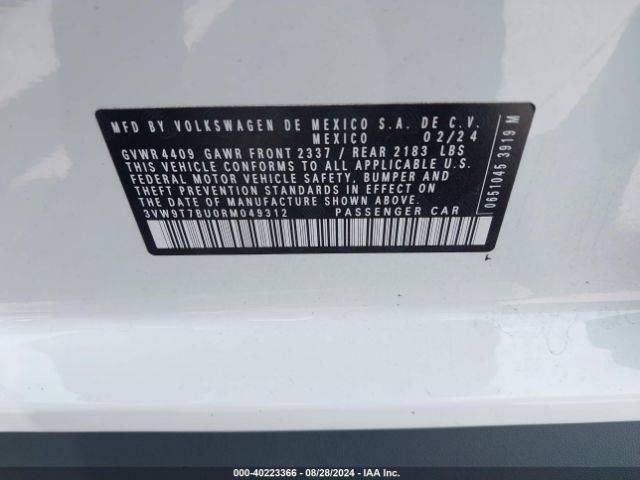 MFD BY VOLKSWAGEN DE MEXICO S.A. DE C.V.
MEXICO 02/24
GVWR 4409 GAWR FRONT 2337 / REAR 2183 LBS
THIS VEHICLE CONFORMS TO ALL APPLICABLE U.S.
FEDERAL MOTOR VEHICLE SAFETY, BUMPER AND
THEFT PREVENTION STANDARDS IN EFFECT ON
THE DATE OF MANUFACTURE SHOWN ABOVE.
3VW9T7BU0RM049312 PASSENGER CAR
0651045 3919 M
000-40223366 - 08/28/2024 - IAA Inc.